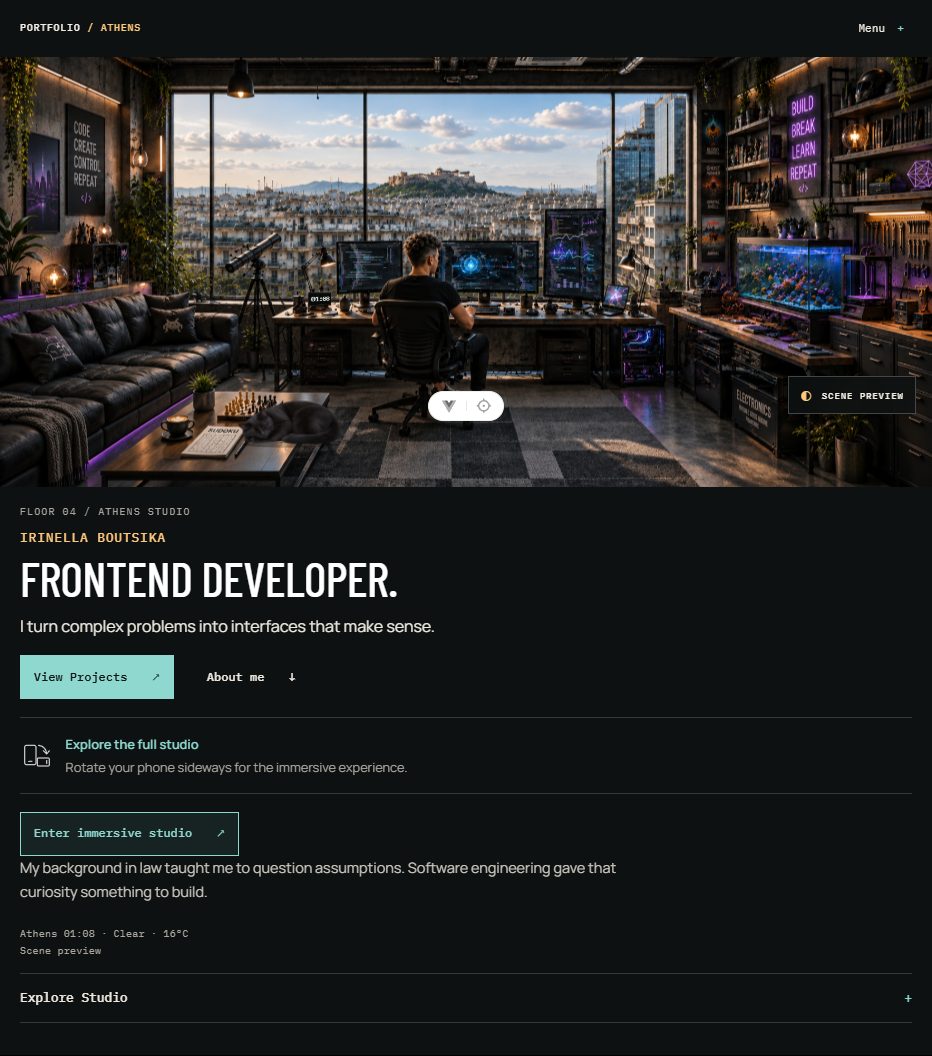 PORTFOLIO / ATHENS
Menu +
CODE
CREATE
CONTROL
REPEAT
</>
BUILD
BREAK
LEARN
REPEAT
</>
01:08
ELECTRONICS
SUDOKU
SCENE PREVIEW
FLOOR 04 / ATHENS STUDIO
IRINELLA BOUTSIKA
FRONTEND DEVELOPER.
I turn complex problems into interfaces that make sense.
View Projects ↗
About me ↓
Explore the full studio
Rotate your phone sideways for the immersive experience.
Enter immersive studio ↗
My background in law taught me to question assumptions. Software engineering gave that
curiosity something to build.
Athens 01:08 · Clear · 16°C
Scene preview
Explore Studio +